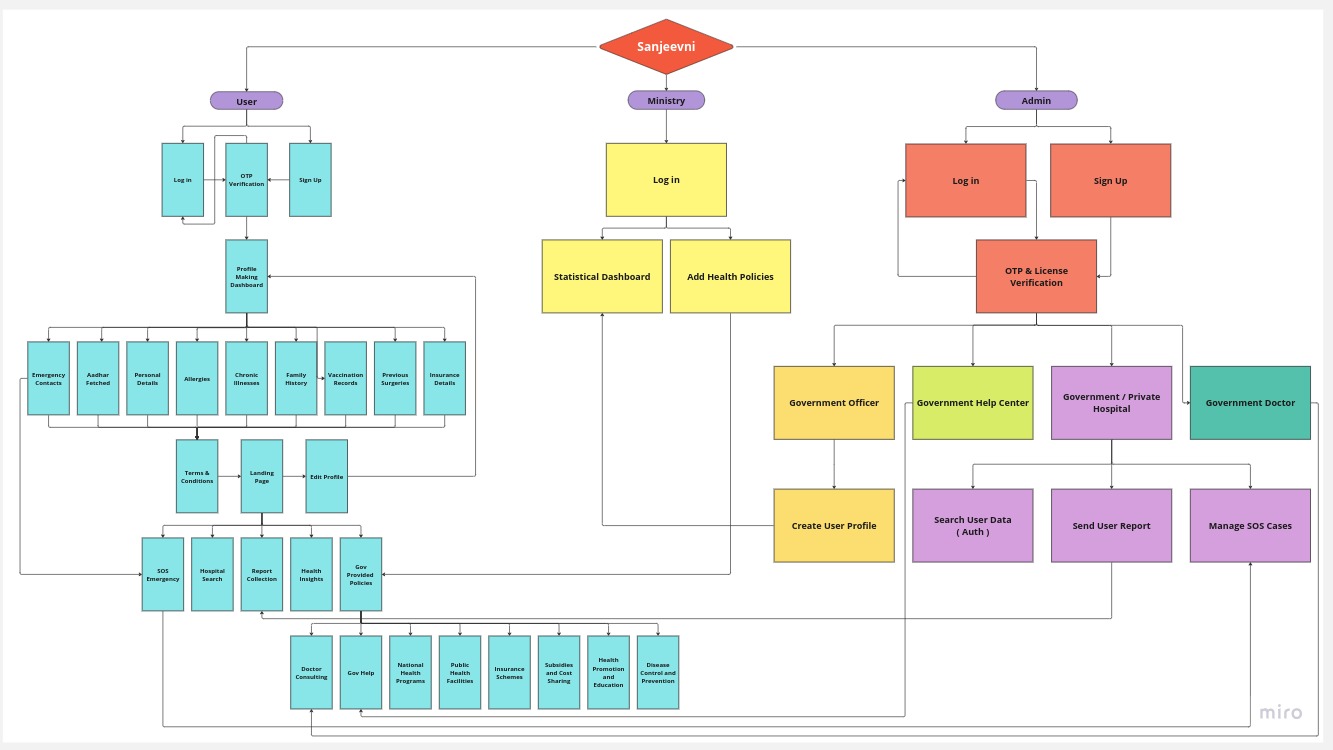 Sanjeevni
User
Ministry
Admin
Log in
OTP
Verification
Sign Up
Log in
Log in
Sign Up
Profile
Making
Dashboard
Statistical Dashboard
Add Health Policies
OTP & License
Verification
Emergency
Contacts
Aadhar
Fetched
Personal
Details
Allergies
Chronic
Illnesses
Family
History
Vaccination
Records
Previous
Surgeries
Insurance
Details
Government Officer
Government Help Center
Government / Private
Hospital
Government Doctor
Terms &
Conditions
Landing
Page
Edit Profile
Create User Profile
Search User Data
( Auth )
Send User Report
Manage SOS Cases
SOS
Emergency
Hospital
Search
Report
Collection
Health
Insights
Gov
Provided
Policies
Doctor
Consulting
Gov Help
National
Health
Programs
Public
Health
Facilities
Insurance
Schemes
Subsidies
and Cost
Sharing
Health
Promotion
and
Education
Disease
Control and
Prevention
miro